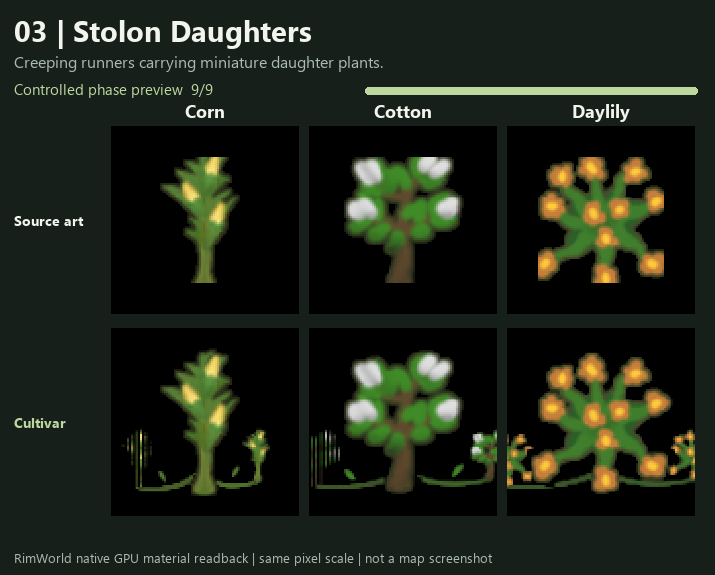 03 | Stolon Daughters
Creeping runners carrying miniature daughter plants.
Controlled phase preview 9/9
Corn Cotton Daylily
Source art
Cultivar
RimWorld native GPU material readback | same pixel scale | not a map screenshot